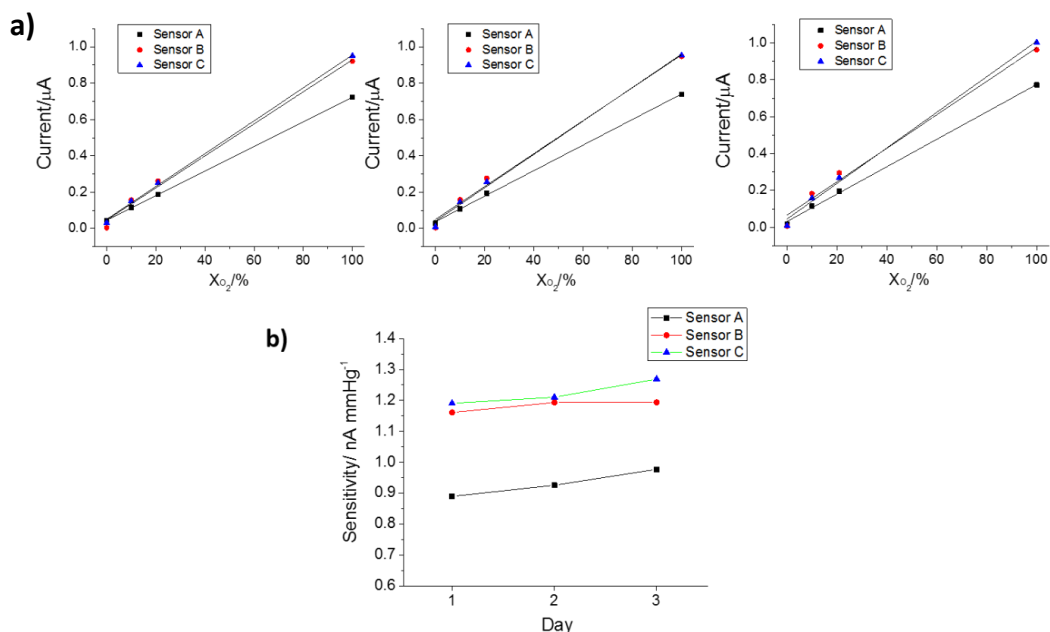 a)
Sensor A
Sensor B
Sensor C
1.0
0.8
0.6
0.4
0.2
0.0
Current/μA
0 20 40 60 80 100
X_O₂/%
Sensor A
Sensor B
Sensor C
1.0
0.8
0.6
0.4
0.2
0.0
Current/μA
0 20 40 60 80 100
X_O₂/%
Sensor A
Sensor B
Sensor C
1.0
0.8
0.6
0.4
0.2
0.0
Current/μA
0 20 40 60 80 100
X_O₂/%
b)
Sensor A
Sensor B
Sensor C
1.4
1.3
1.2
1.1
1.0
0.9
0.8
0.7
0.6
Sensitivity/ nA mmHg⁻¹
1 2 3
Day